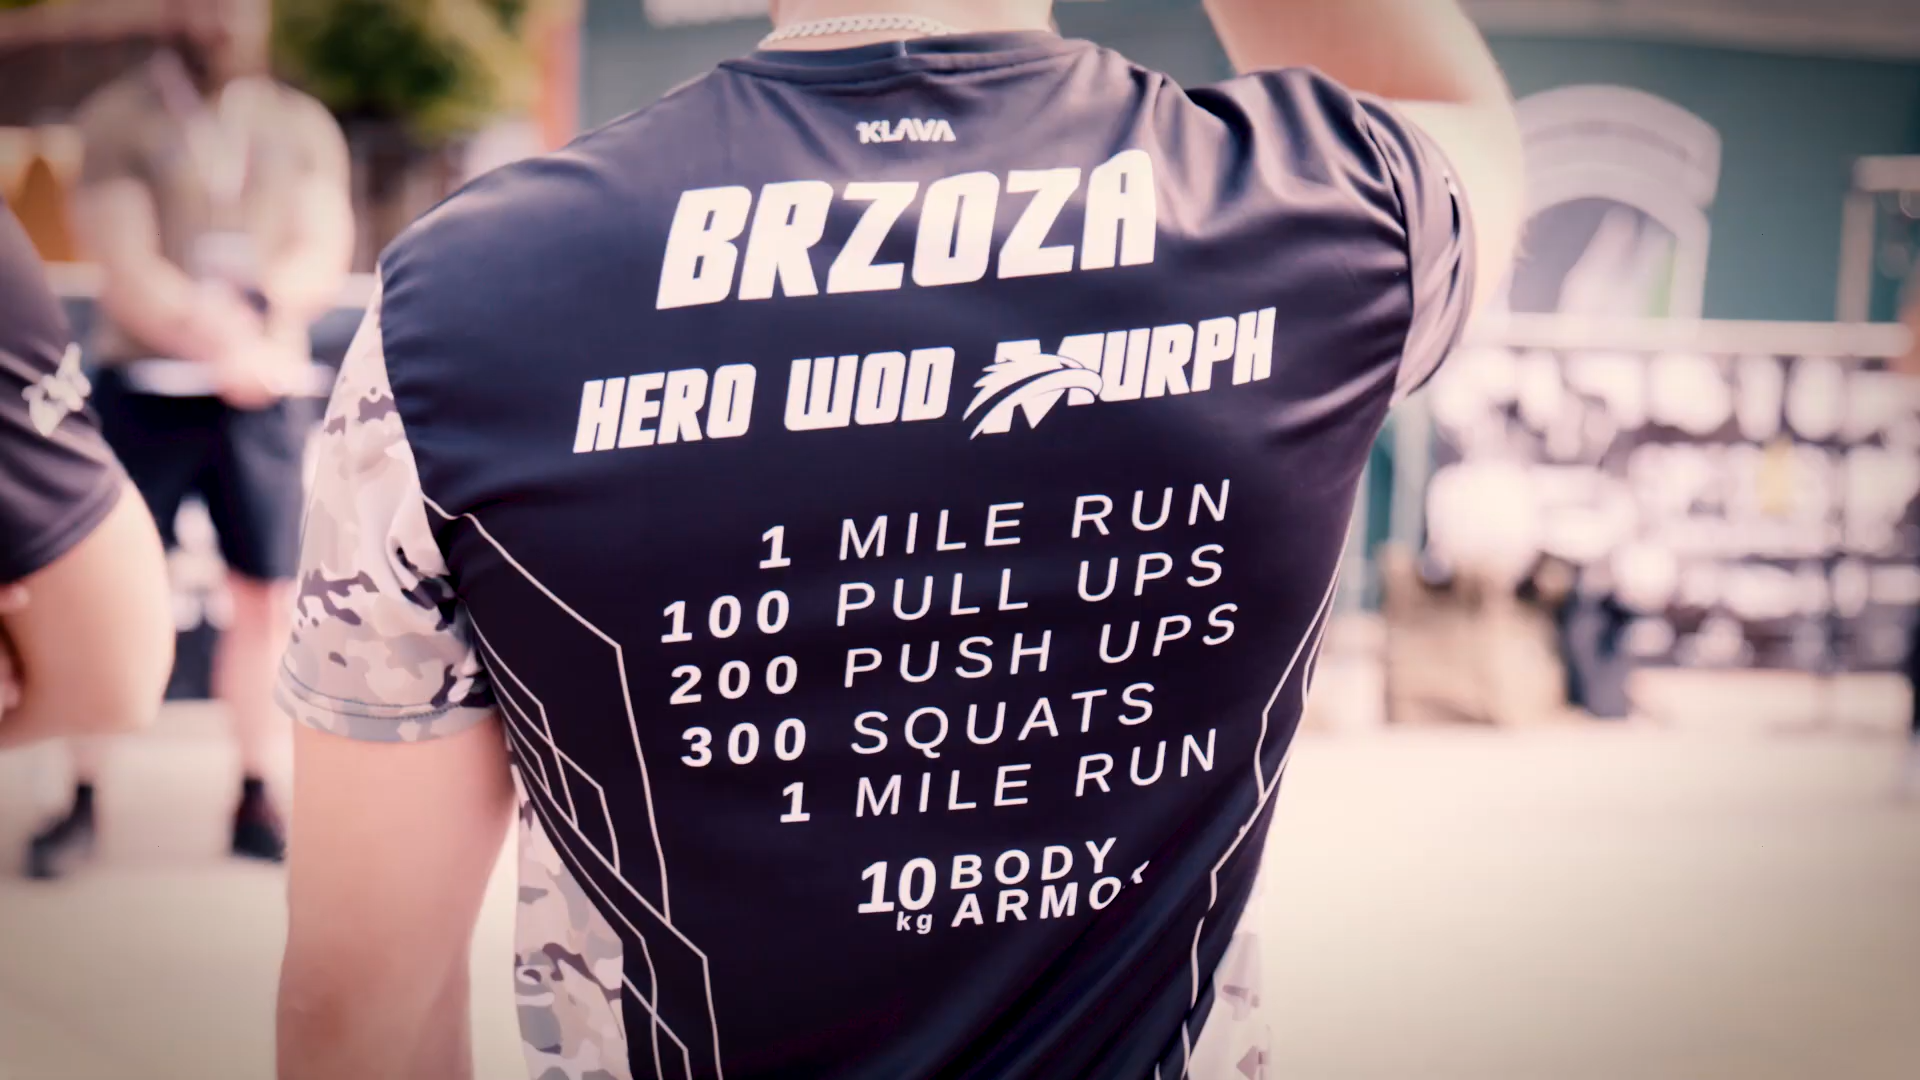 KLAVA
BRZOZA
HERO WOD MURPH
1 MILE RUN
100 PULL UPS
200 PUSH UPS
300 SQUATS
1 MILE RUN
10 kg BODY
ARMOR